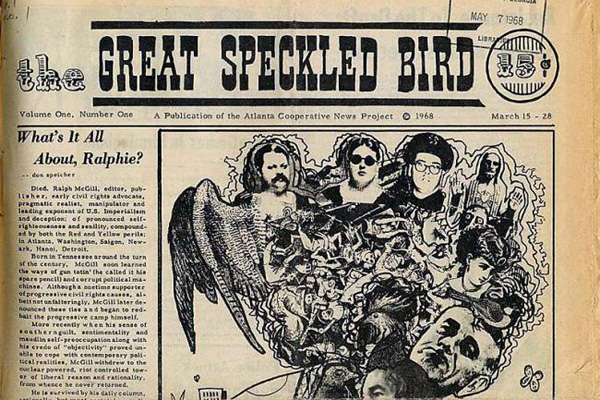 GEORGIA
MAY 7 1968
LIBRAR
the GREAT SPECKLED BIRD 15¢
Volume One, Number One A Publication of the Atlanta Cooperative News Project © 1968 March 15 - 28
What's It All
About, Ralphie?
-- don speicher
Died. Ralph McGill, editor, pub-
lisher, early civil rights advocate,
pragmatic realist, manipulator and
leading exponent of U.S. Imperialism
and deception; of pronounced self-
righteousness and senility, compound-
ed by both the Red and Yellow perils;
in Atlanta, Washington, Saigon, New-
ark, Hanoi, Detroit.
Born in Tennessee around the turn
of the century, McGill soon learned
the ways of gun totin' (he called it his
spare pencil) and corrupt political ma-
chines. Although a onetime supporter
of progressive civil rights causes, al-
beit not unfalteringly, McGill later de-
nounced these ties and began to red-
bait the progressive camp himself.
More recently when his sense of
southern guilt, sentimentality and
maudlin self-preoccupation along with
his credo of "objectivity" proved un-
able to cope with contemporary poli-
tical realities, McGill withdrew to the
nuclear powered, riot controlled tow-
er of liberal reason and rationality,
from whence he never returned.
He is survived by his daily column,